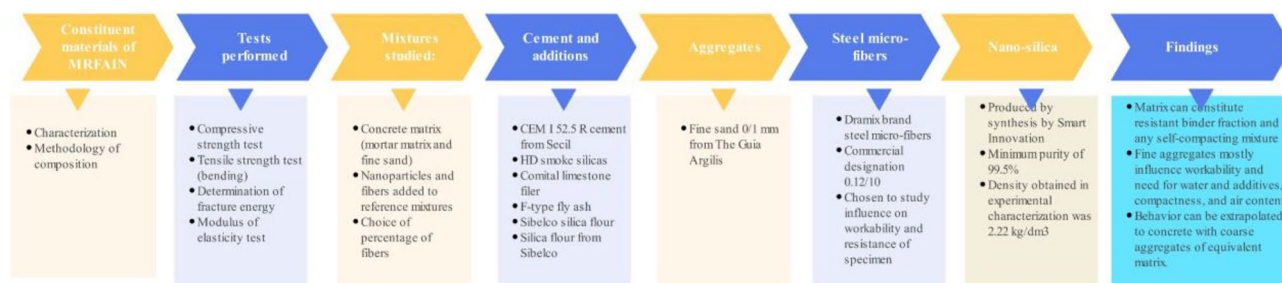 Constituent
materials of
MRFAIN
Tests
performed
Mixtures
studied:
Cement and
additions
Aggregates
Steel micro-
fibers
Nano-silica
Findings
• Characterization
• Methodology of
composition
• Compressive
strength test
• Tensile strength test
(bending)
• Determination of
fracture energy
• Modulus of
elasticity test
• Concrete matrix
(mortar matrix and
fine sand)
• Nanoparticles and
fibers added to
reference mixtures
• Choice of
percentage of
fibers
• CEM I 52.5 R cement
from Secil
• HD smoke silicas
• Comital limestone
filer
• F-type fly ash
• Sibelco silica flour
• Silica flour from
Sibelco
• Fine sand 0/1 mm
from The Guia
Argilis
• Dramix brand
steel micro-fibers
• Commercial
designation
0.12/10
• Chosen to study
influence on
workability and
resistance of
specimen
• Produced by
synthesis by Smart
Innovation
• Minimum purity of
99.5%
• Density obtained in
experimental
characterization was
2.22 kg/dm3
• Matrix can constitute
resistant binder fraction and
any self-compacting mixture
• Fine aggregates mostly
influence workability and
need for water and additives,
compactness, and air content
• Behavior can be extrapolated
to concrete with coarse
aggregates of equivalent
matrix.